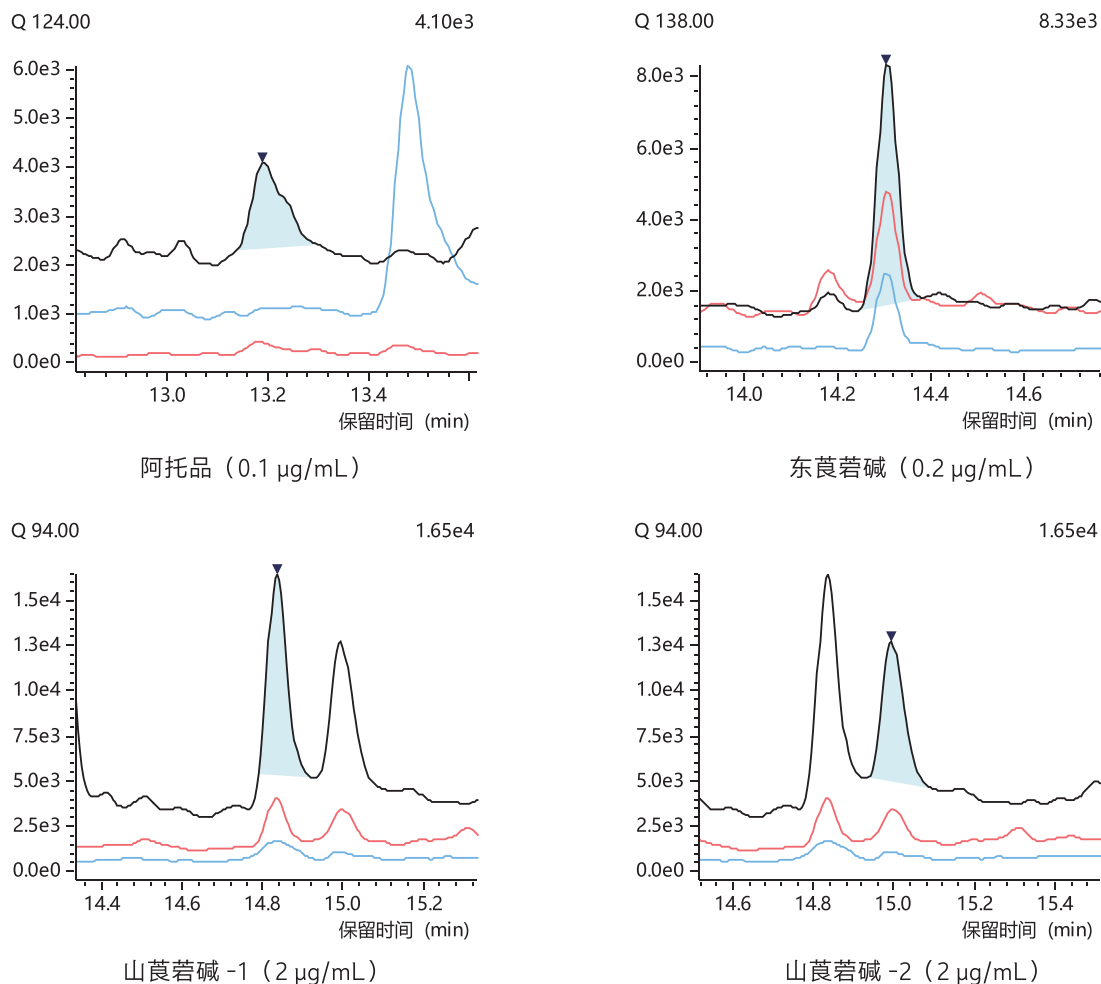 Q 124.00 4.10e3
6.0e3
5.0e3
4.0e3
3.0e3
2.0e3
1.0e3
0.0e0
13.0 13.2 13.4
保留时间 (min)
阿托品（0.1 μg/mL）
Q 138.00 8.33e3
8.0e3
6.0e3
4.0e3
2.0e3
0.0e0
14.0 14.2 14.4 14.6
保留时间 (min)
东莨菪碱（0.2 μg/mL）
Q 94.00 1.65e4
1.5e4
1.3e4
1.0e4
7.5e3
5.0e3
2.5e3
0.0e0
14.4 14.6 14.8 15.0 15.2
保留时间 (min)
山莨菪碱 -1（2 μg/mL）
Q 94.00 1.65e4
1.5e4
1.3e4
1.0e4
7.5e3
5.0e3
2.5e3
0.0e0
14.6 14.8 15.0 15.2 15.4
保留时间 (min)
山莨菪碱 -2（2 μg/mL）